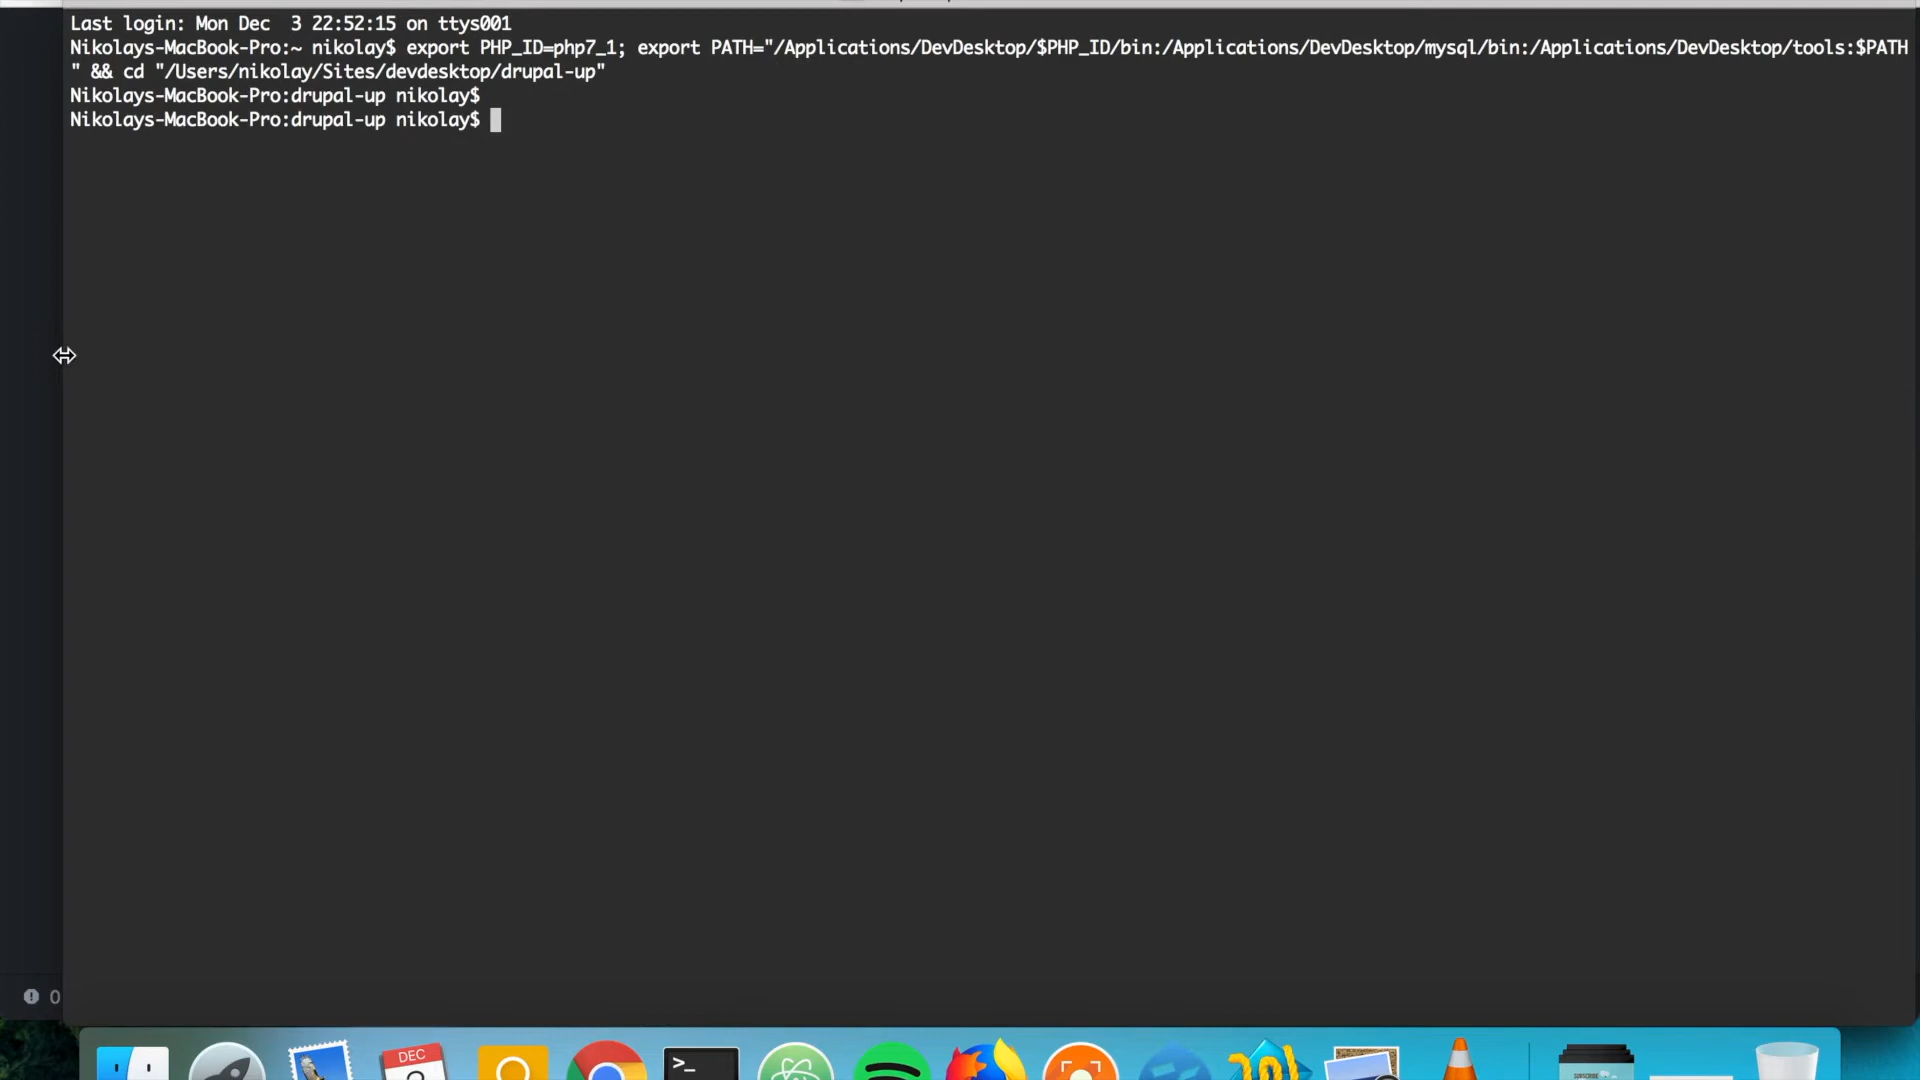 Last login: Mon Dec  3 22:52:15 on ttys001
Nikolays-MacBook-Pro:~ nikolay$ export PHP_ID=php7_1; export PATH="/Applications/DevDesktop/$PHP_ID/bin:/Applications/DevDesktop/mysql/bin:/Applications/DevDesktop/tools:$PATH
" && cd "/Users/nikolay/Sites/devdesktop/drupal-up"
Nikolays-MacBook-Pro:drupal-up nikolay$
Nikolays-MacBook-Pro:drupal-up nikolay$
0
DEC
>_
SUBSCRIBE